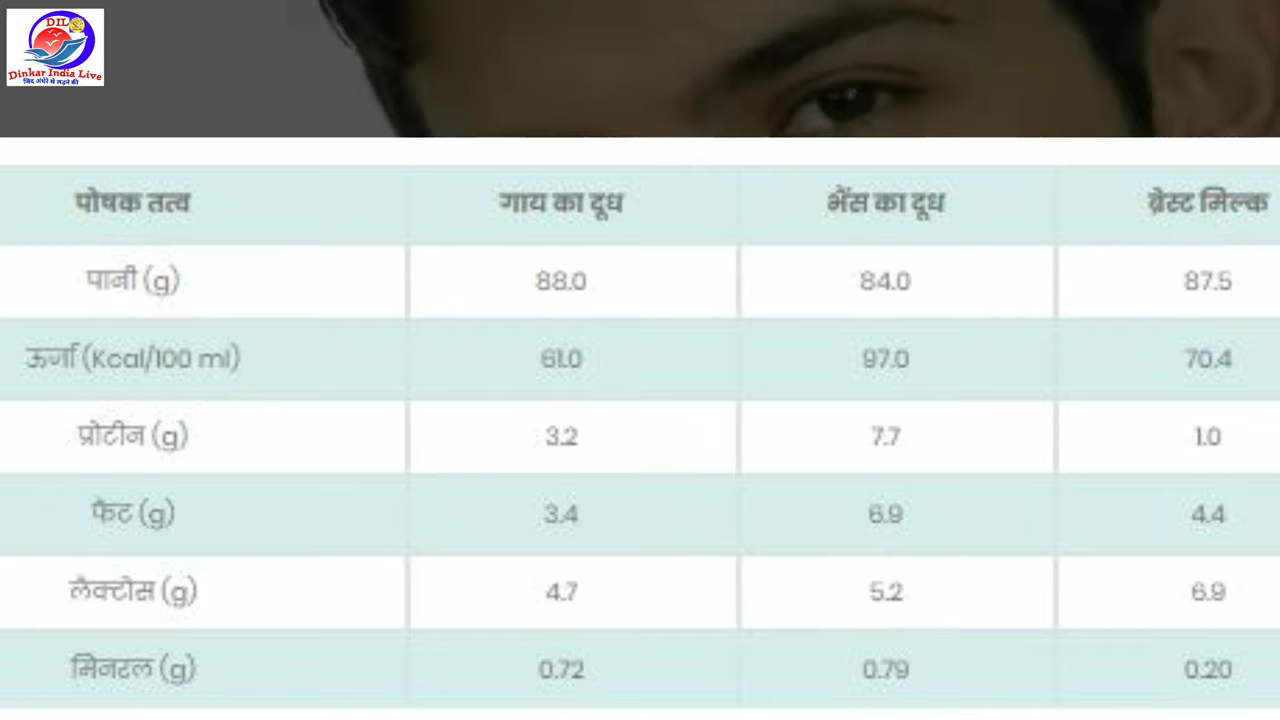 DIL
Dinkar India Live
ज़िद अंधेरे से लड़ने की
पोषक तत्व गाय का दूध भैंस का दूध ब्रेस्ट मिल्क
पानी (g) 88.0 84.0 87.5
ऊर्जा (Kcal/100 ml) 61.0 97.0 70.4
प्रोटीन (g) 3.2 7.7 1.0
फैट (g) 3.4 6.9 4.4
लैक्टोस (g) 4.7 5.2 6.9
मिनरल (g) 0.72 0.79 0.20